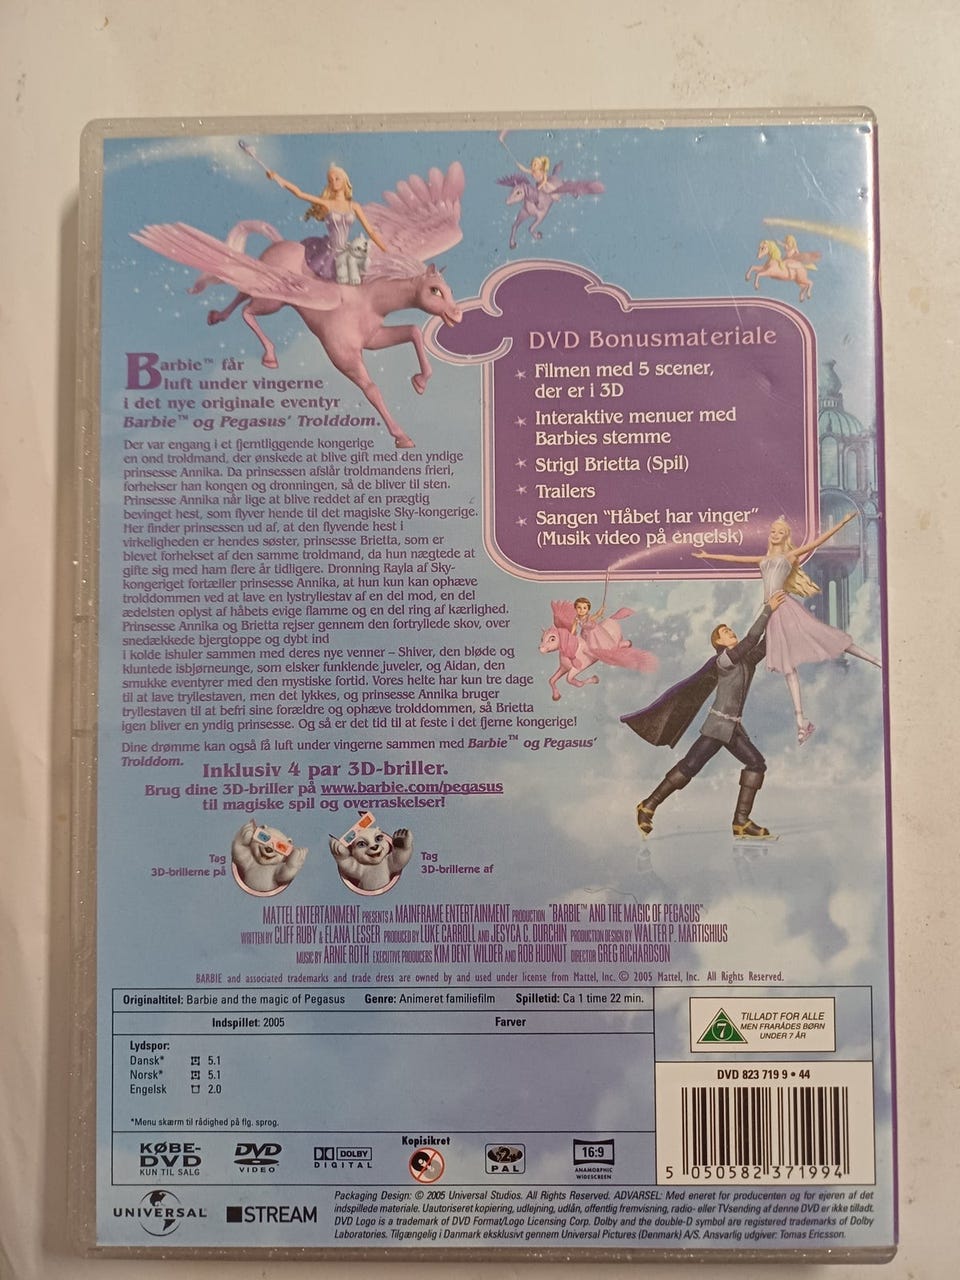 Barbie™ får
luft under vingerne
i det nye originale eventyr
Barbie™ og Pegasus' Trolddom.
Der var engang i et fjerntliggende kongerige
en ond troldmand, der ønskede at blive gift med den yndige
prinsesse Annika. Da prinsessen afslår troldmandens frieri,
forhekser han kongen og dronningen, så de bliver til sten.
Prinsesse Annika når lige at blive reddet af en prægtig
bevinget hest, som flyver hende til det magiske Sky-kongerige.
Her finder prinsessen ud af, at den flyvende hest i
virkeligheden er hendes søster, prinsesse Brietta, som er
blevet forhekset af den samme troldmand, da hun nægtede at
gifte sig med ham flere år tidligere. Dronning Rayla af Sky-
kongeriget fortæller prinsesse Annika, at hun kun kan ophæve
trolddommen ved at lave en lystryllestav af en del mod, en del
ædelsten oplyst af håbets evige flamme og en del ring af kærlighed.
Prinsesse Annika og Brietta rejser gennem den fortryllede skov, over
snedækkede bjergtoppe og dybt ind
i kolde ishuler sammen med deres nye venner – Shiver, den bløde og
kluntede isbjørneunge, som elsker funklende juveler, og Aidan, den
smukke eventyrer med den mystiske fortid. Vores helte har kun tre dage
til at lave tryllestaven, men det lykkes, og prinsesse Annika bruger
tryllestaven til at befri sine forældre og ophæve trolddommen, så Brietta
igen bliver en yndig prinsesse. Og så er det tid til at feste i det fjerne kongerige!
Dine drømme kan også få luft under vingerne sammen med Barbie™ og Pegasus'
Trolddom.
Inklusiv 4 par 3D-briller.
Brug dine 3D-briller på www.barbie.com/pegasus
til magiske spil og overraskelser!
Tag
3D-brillerne på
Tag
3D-brillerne af
DVD Bonusmateriale
Filmen med 5 scener,
der er i 3D
Interaktive menuer med
Barbies stemme
Strigl Brietta (Spil)
Trailers
Sangen "Håbet har vinger"
(Musik video på engelsk)
MATTEL ENTERTAINMENT PRESENTS A MAINFRAME ENTERTAINMENT PRODUCTION "BARBIE™ AND THE MAGIC OF PEGASUS"
WRITTEN BY CLIFF RUBY & ELANA LESSER PRODUCED BY LUKE CARROLL AND JESYCA C. DURCHIN PRODUCTION DESIGN BY WALTER P. MARTISHIUS
MUSIC BY ARNIE ROTH EXECUTIVE PRODUCERS KIM DENT WILDER AND ROB HUDNUT DIRECTOR GREG RICHARDSON
BARBIE and associated trademarks and trade dress are owned by and used under license from Mattel, Inc. © 2005 Mattel, Inc. All Rights Reserved.
Originaltitel: Barbie and the magic of Pegasus Genre: Animeret familiefilm Spilletid: Ca 1 time 22 min.
Indspillet: 2005 Farver
Lydspor:
Dansk* 5.1
Norsk* 5.1
Engelsk 2.0
*Menu skærm til rådighed på flg. sprog.
KØBE-
DVD
KUN TIL SALG
DVD
VIDEO
DOLBY
DIGITAL
Kopisikret
2
PAL
16:9
ANAMORPHIC
WIDESCREEN
7
TILLADT FOR ALLE
MEN FRARÅDES BØRN
UNDER 7 ÅR
DVD 823 719 9 • 44
5 050582 371994
UNIVERSAL
STREAM
Packaging Design: © 2005 Universal Studios. All Rights Reserved. ADVARSEL: Med eneret for producenten og for ejeren af det
indspillede materiale. Uautoriseret kopiering, udlejning, udlån, offentlig fremvisning, radio- eller TVsending af denne DVD er ikke tilladt.
DVD Logo is a trademark of DVD Format/Logo Licensing Corp. Dolby and the double-D symbol are registered trademarks of Dolby
Laboratories. Tilgængelig i Danmark eksklusivt gennem Universal Pictures (Denmark) A/S. Ansvarlig udgiver: Tomas Ericsson.